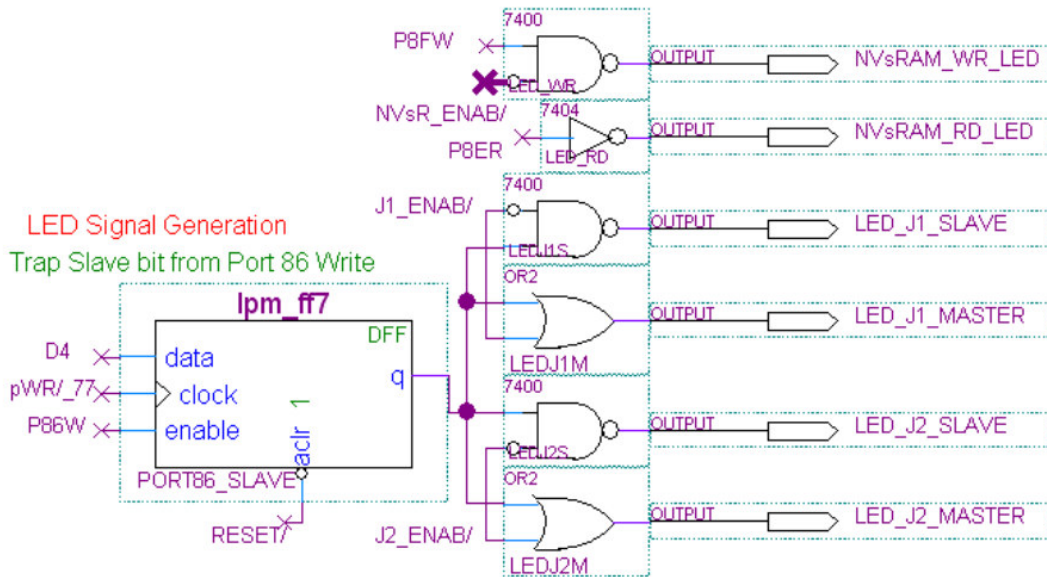 7400
P8FW
LED_WR
OUTPUT
NVsRAM_WR_LED
NVsR_ENAB/
7404
P8ER
LED_RD
OUTPUT
NVsRAM_RD_LED
7400
J1_ENAB/
LEDJ1S
OUTPUT
LED_J1_SLAVE
LED Signal Generation
Trap Slave bit from Port 86 Write
OR2
LEDJ1M
OUTPUT
LED_J1_MASTER
lpm_ff7
DFF
D4
data
pWR/_77
clock
P86W
enable
q
aclr 1
PORT86_SLAVE
RESET/
7400
LEDJ2S
OUTPUT
LED_J2_SLAVE
OR2
J2_ENAB/
LEDJ2M
OUTPUT
LED_J2_MASTER